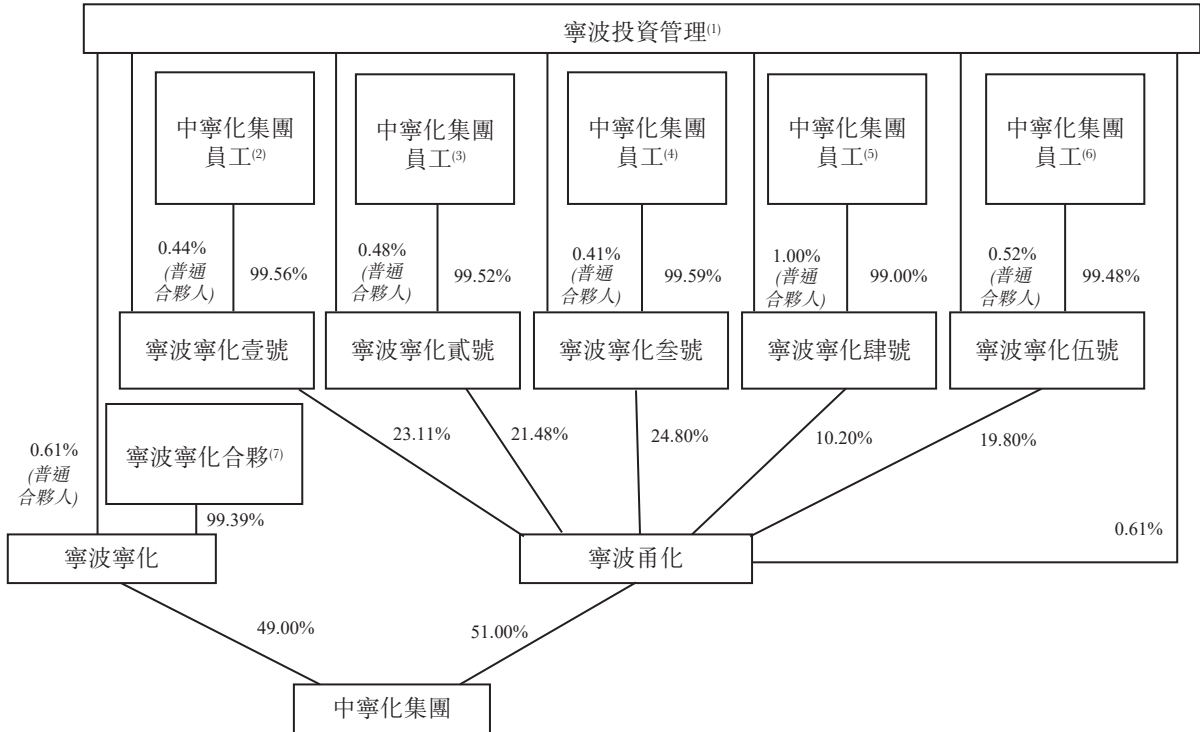 寧波投資管理(1)
中寧化集團
員工(2)
中寧化集團
員工(3)
中寧化集團
員工(4)
中寧化集團
員工(5)
中寧化集團
員工(6)
0.44%
(普通
合夥人)
99.56%
0.48%
(普通
合夥人)
99.52%
0.41%
(普通
合夥人)
99.59%
1.00%
(普通
合夥人)
99.00%
0.52%
(普通
合夥人)
99.48%
寧波寧化壹號
寧波寧化貳號
寧波寧化叁號
寧波寧化肆號
寧波寧化伍號
23.11%
21.48%
24.80%
10.20%
19.80%
0.61%
(普通
合夥人)
寧波寧化合夥(7)
99.39%
0.61%
寧波寧化
寧波甬化
49.00%
51.00%
中寧化集團